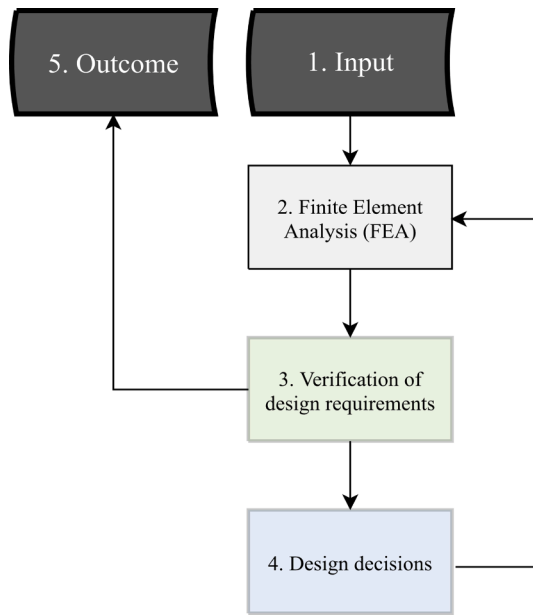 5. Outcome
1. Input
2. Finite Element
Analysis (FEA)
3. Verification of
design requirements
4. Design decisions